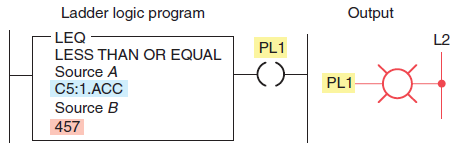 Ladder logic program
Output
LEQ
LESS THAN OR EQUAL
Source A
C5:1.ACC
Source B
457
PL1
L2
PL1